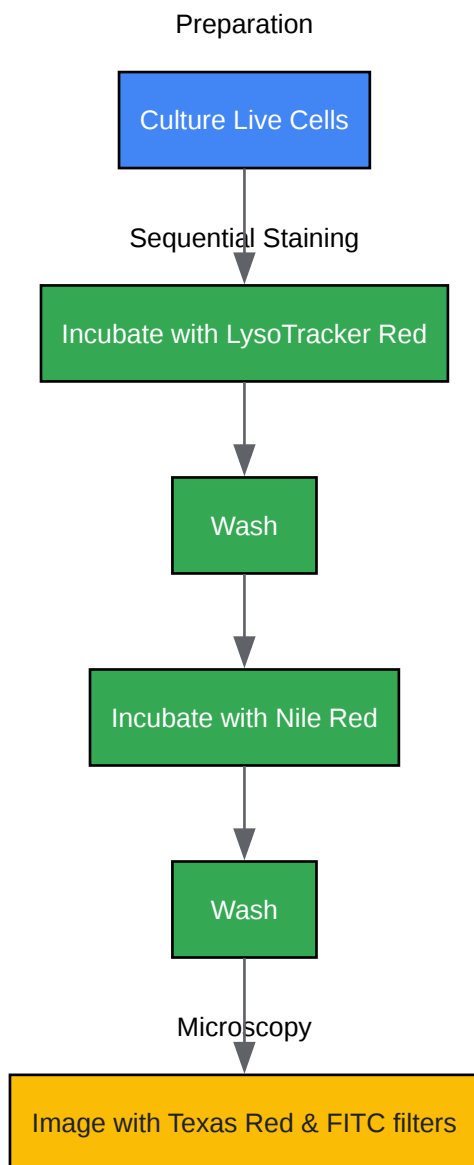 Preparation
Culture Live Cells
Sequential Staining
Incubate with LysoTracker Red
Wash
Incubate with Nile Red
Wash
Microscopy
Image with Texas Red & FITC filters